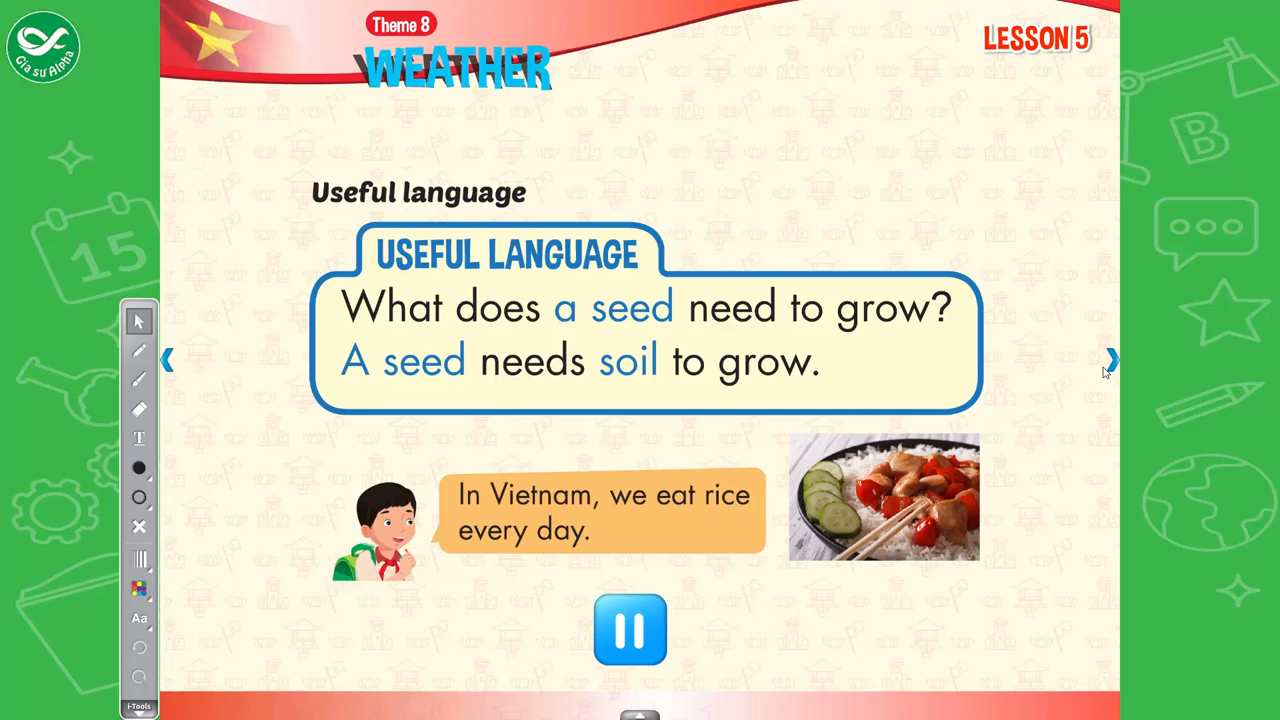 Gia sư Alpha
Theme 8
WEATHER
LESSON 5
Useful language
USEFUL LANGUAGE
What does a seed need to grow?
A seed needs soil to grow.
In Vietnam, we eat rice
every day.
15
B
T
Aa
i-Tools